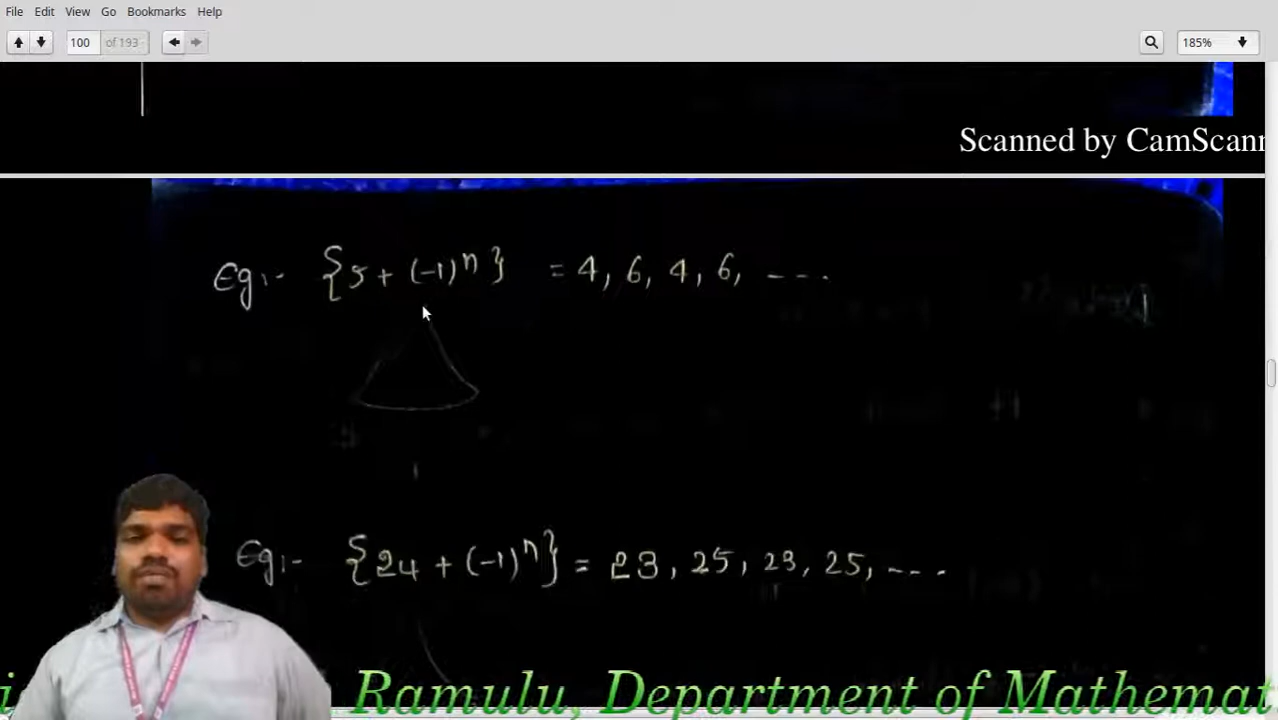 File Edit View Go Bookmarks Help
100 of 193 185%
Scanned by CamScann
Eg:- {5 + (-1)ⁿ} = 4, 6, 4, 6, ----
Eg:- {24 + (-1)ⁿ} = 23, 25, 23, 25, ----
Ramulu, Department of Mathemat